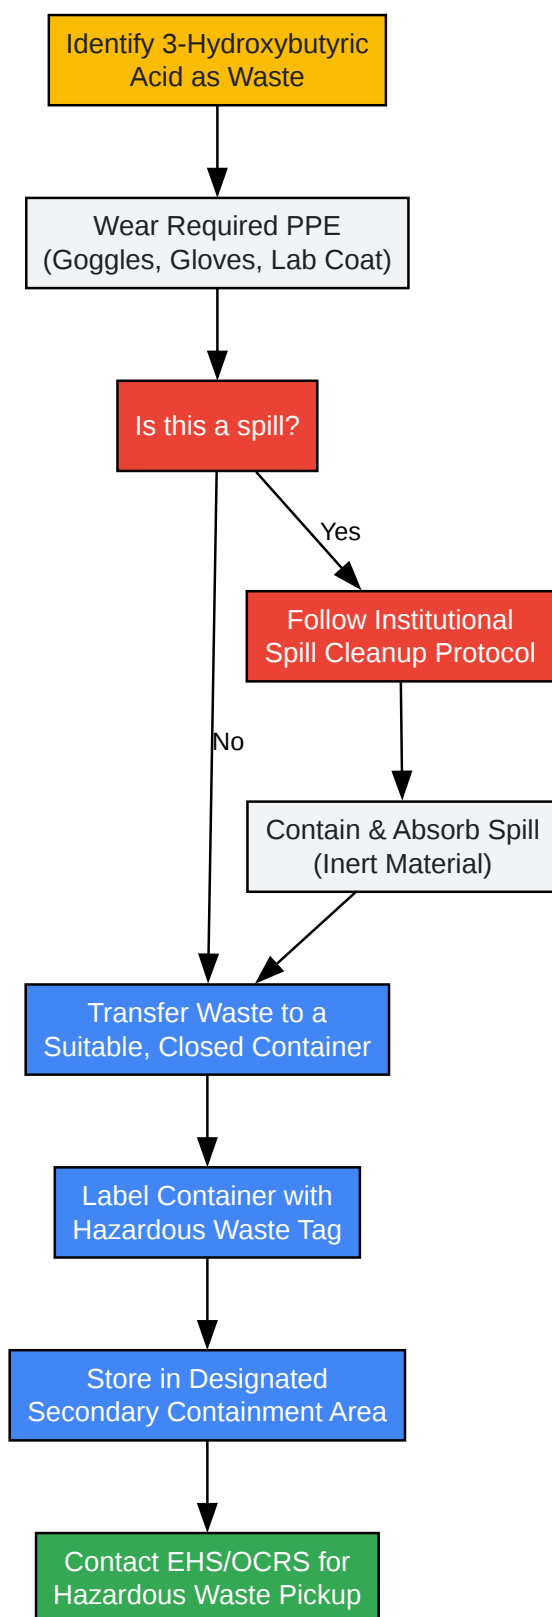 Identify 3-Hydroxybutyric
Acid as Waste
Wear Required PPE
(Goggles, Gloves, Lab Coat)
Is this a spill?
Yes
Follow Institutional
Spill Cleanup Protocol
No
Contain & Absorb Spill
(Inert Material)
Transfer Waste to a
Suitable, Closed Container
Label Container with
Hazardous Waste Tag
Store in Designated
Secondary Containment Area
Contact EHS/OCRS for
Hazardous Waste Pickup